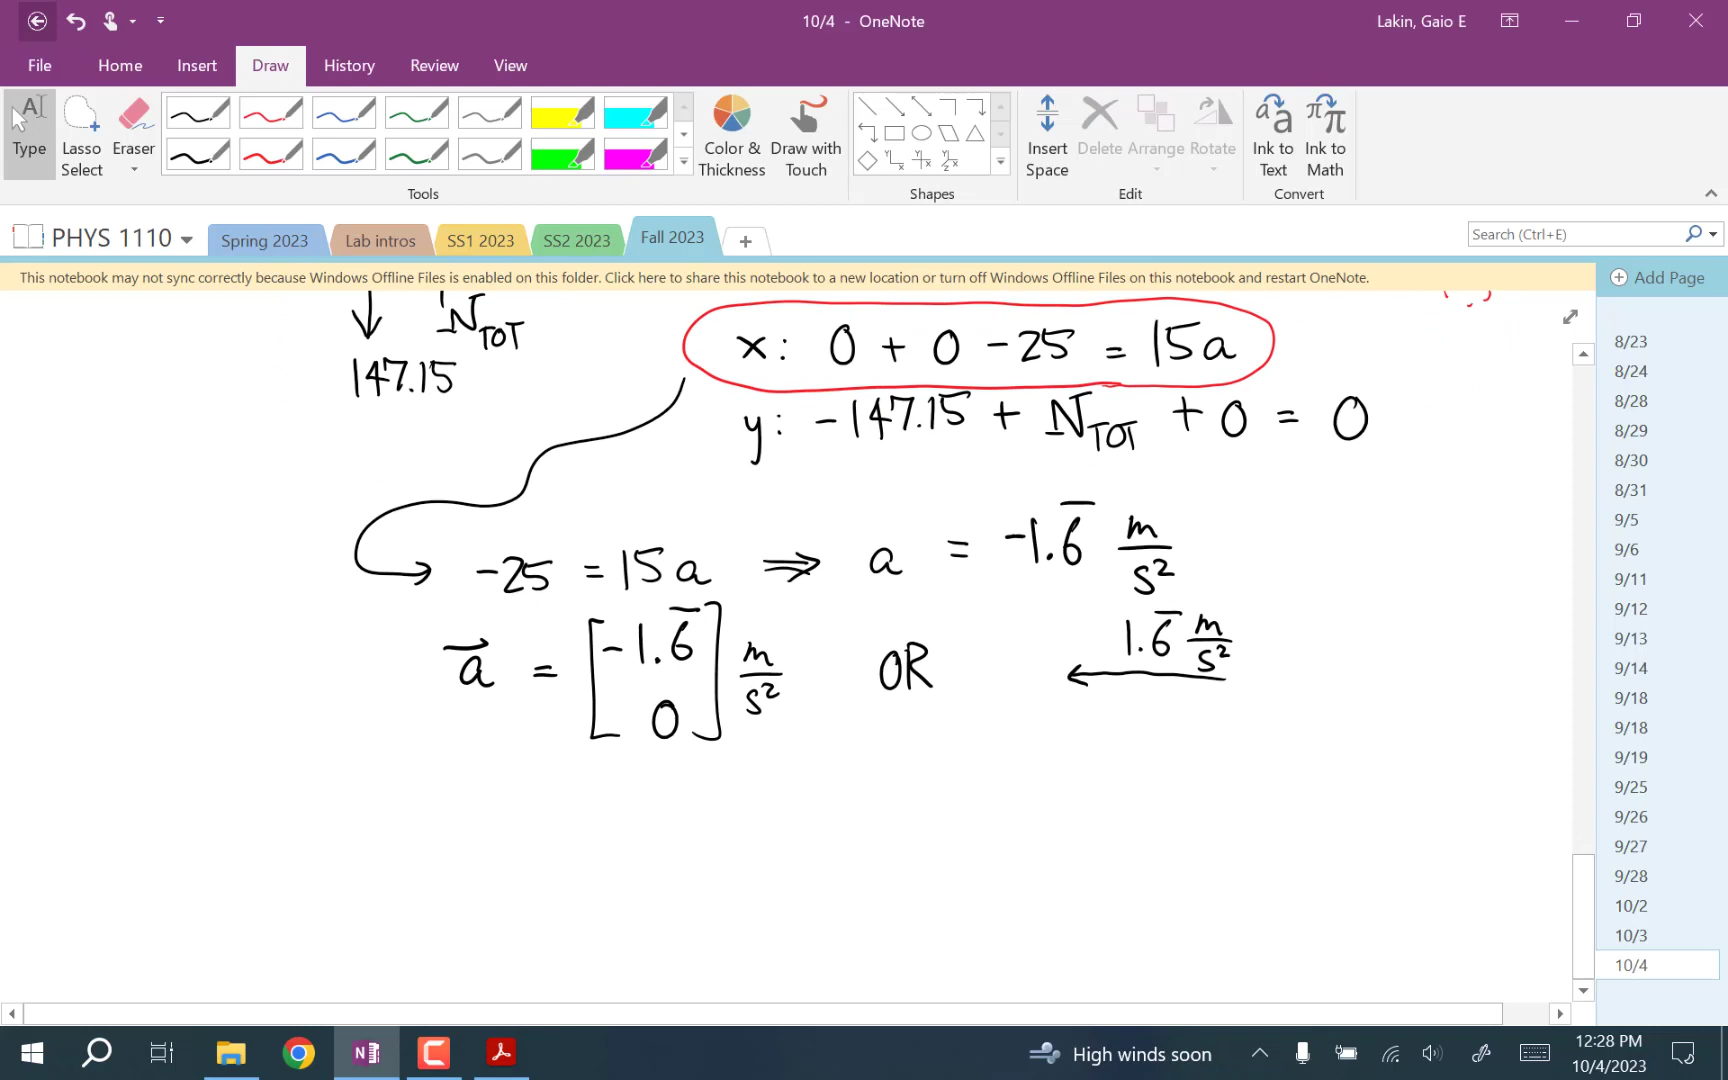 10/4 - OneNote
Lakin, Gaio E
File Home Insert Draw History Review View
Type
Lasso Select
Eraser
Color & Thickness
Draw with Touch
Insert Space
Delete
Arrange
Rotate
Ink to Text
Ink to Math
Tools
Shapes
Edit
Convert
PHYS 1110
Spring 2023
Lab intros
SS1 2023
SS2 2023
Fall 2023
Search (Ctrl+E)
This notebook may not sync correctly because Windows Offline Files is enabled on this folder. Click here to share this notebook to a new location or turn off Windows Offline Files on this notebook and restart OneNote.
Add Page
N_TOT
147.15
x: 0 + 0 - 25 = 15a
y: -147.15 + N_TOT + 0 = 0
-25 = 15a ⇒ a = -1.6̅ m/s²
a⃗ = [-1.6̅ 0] m/s² OR 1.6̅ m/s²
8/23
8/24
8/28
8/29
8/30
8/31
9/5
9/6
9/11
9/12
9/13
9/14
9/18
9/18
9/18
9/19
9/25
9/26
9/27
9/28
10/2
10/3
10/4
High winds soon
12:28 PM
10/4/2023